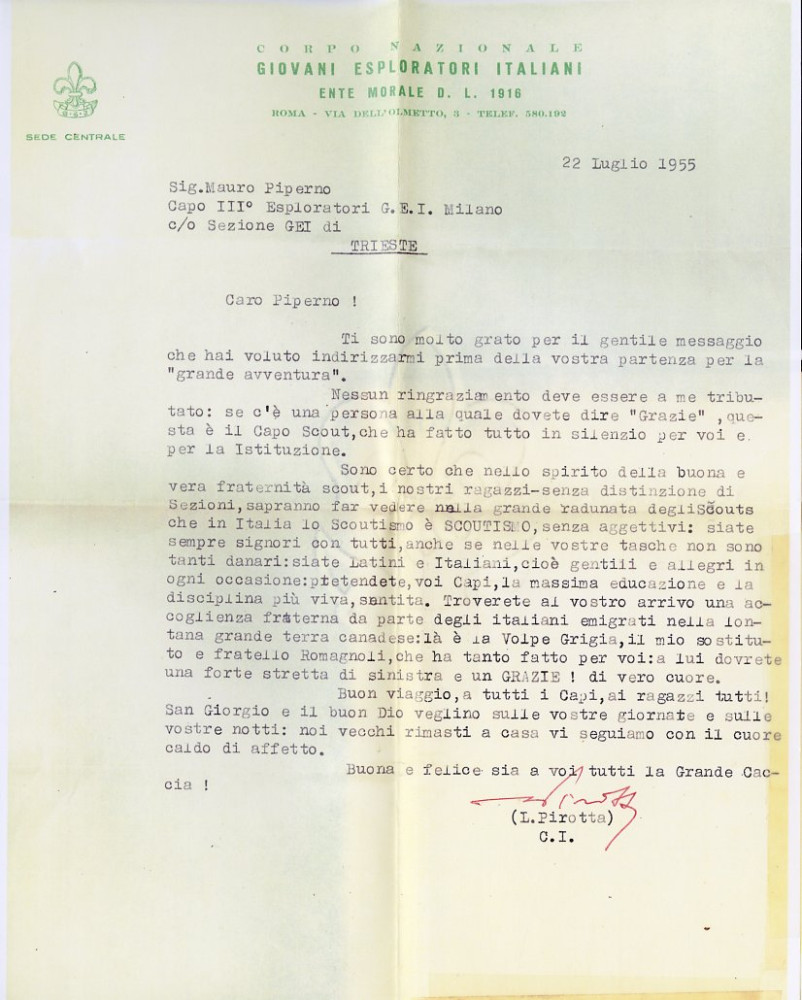 CORPO NAZIONALE
GIOVANI ESPLORATORI ITALIANI
ENTE MORALE D. L. 1916
ROMA - VIA DELL'OLMETTO, 3 - TELEF. 580.192
SEDE CENTRALE
22 Luglio 1955
Sig.Mauro Piperno
Capo III° Esploratori G.E.I. Milano
c/o Sezione GEI di
TRIESTE
Caro Piperno !
Ti sono molto grato per il gentile messaggio
che hai voluto indirizzarmi prima della vostra partenza per la
"grande avventura".
Nessun ringraziamento deve essere a me tribu-
tato: se c'è una persona alla quale dovete dire "Grazie" ,que-
sta è il Capo Scout,che ha fatto tutto in silenzio per voi e
per la Istituzione.
Sono certo che nello spirito della buona e
vera fraternità scout,i nostri ragazzi-senza distinzione di
Sezioni,sapranno far vedere nella grande radunata degliScouts
che in Italia lo Scoutismo è SCOUTISMO,senza aggettivi: siate
sempre signori con tutti,anche se nelle vostre tasche non sono
tanti danari:siate Latini e Italiani,cioè gentili e allegri in
ogni occasione:pretendete,voi Capi,la massima educazione e la
disciplina più viva,sentita. Troverete al vostro arrivo una ac-
coglienza fraterna da parte degli italiani emigrati nella lon-
tana grande terra canadese:là è la Volpe Grigia,il mio sostitu-
to e fratello Romagnoli,che ha tanto fatto per voi:a lui dovrete
una forte stretta di sinistra e un GRAZIE ! di vero cuore.
Buon viaggio,a tutti i Capi,ai ragazzi tutti!
San Giorgio e il buon Dio veglino sulle vostre giornate e sulle
vostre notti: noi vecchi rimasti a casa vi seguiamo con il cuore
caldo di affetto.
Buona e felice sia a voi tutti la Grande Cac-
cia !
(L.Pirotta)
C.I.